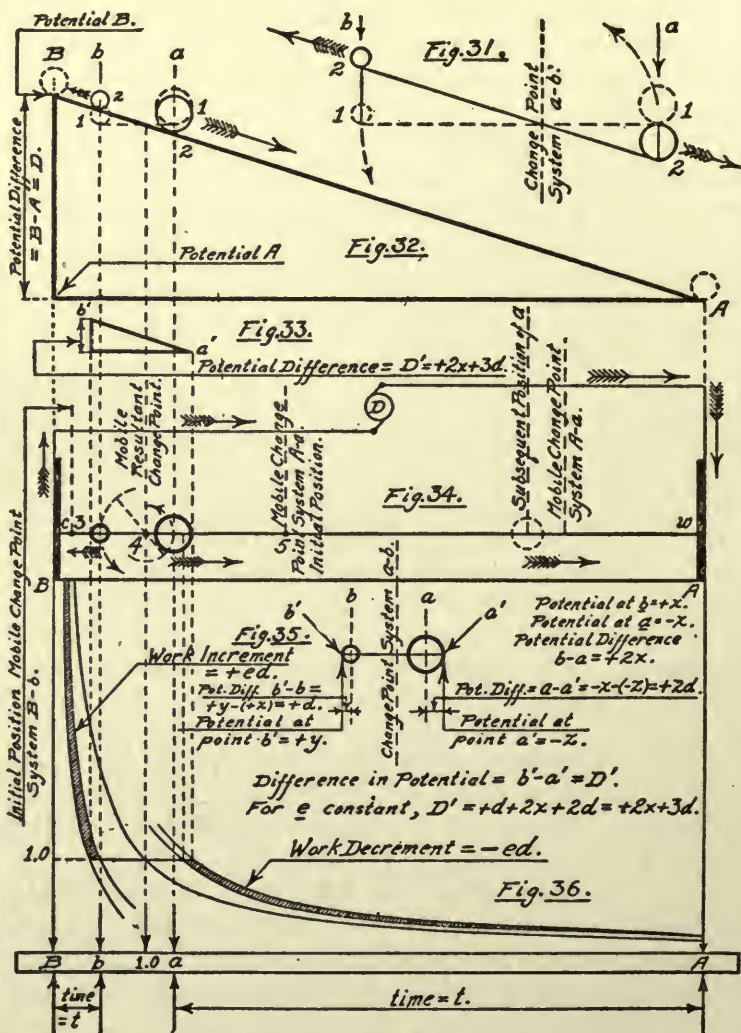 Potential B.
B
b
a
b
Fig.31.
a
2
1
2
1
2
1
1
2
Change Point
System a-b.
Potential Difference
= B-A = D.
Potential A
Fig.32.
A
b'
a'
Fig.33.
Potential Difference = D' = +2x+3d.
D
Mobile
Resultant
Change Point.
Mobile Change
Point System A-a
Initial Position.
Subsequent Position of a
Mobile Change Point
System A-a.
Fig.34.
c
3
4
5
w
B
A
Initial Position Mobile Change Point
System B-b.
Change Point System a-b.
Fig.35.
b'
b
a
a'
Potential at b=+x.
Potential at a=-x.
Potential Difference
b-a=+2x.
Work Increment
= +ed.
Pot. Diff. b'-b=
+y-(+x)=+d.
Pot. Diff.=a-a'=-x-(-z)=+2d.
r
r
Potential at
point b'=+y.
Potential at
point a'=-z.
Difference in Potential = b'-a' = D'.
For e constant, D' = +d+2x+2d = +2x+3d.
1.0
Work Decrement = -ed.
Fig.36.
B
b
1.0
a
A
time
= t
time = t.